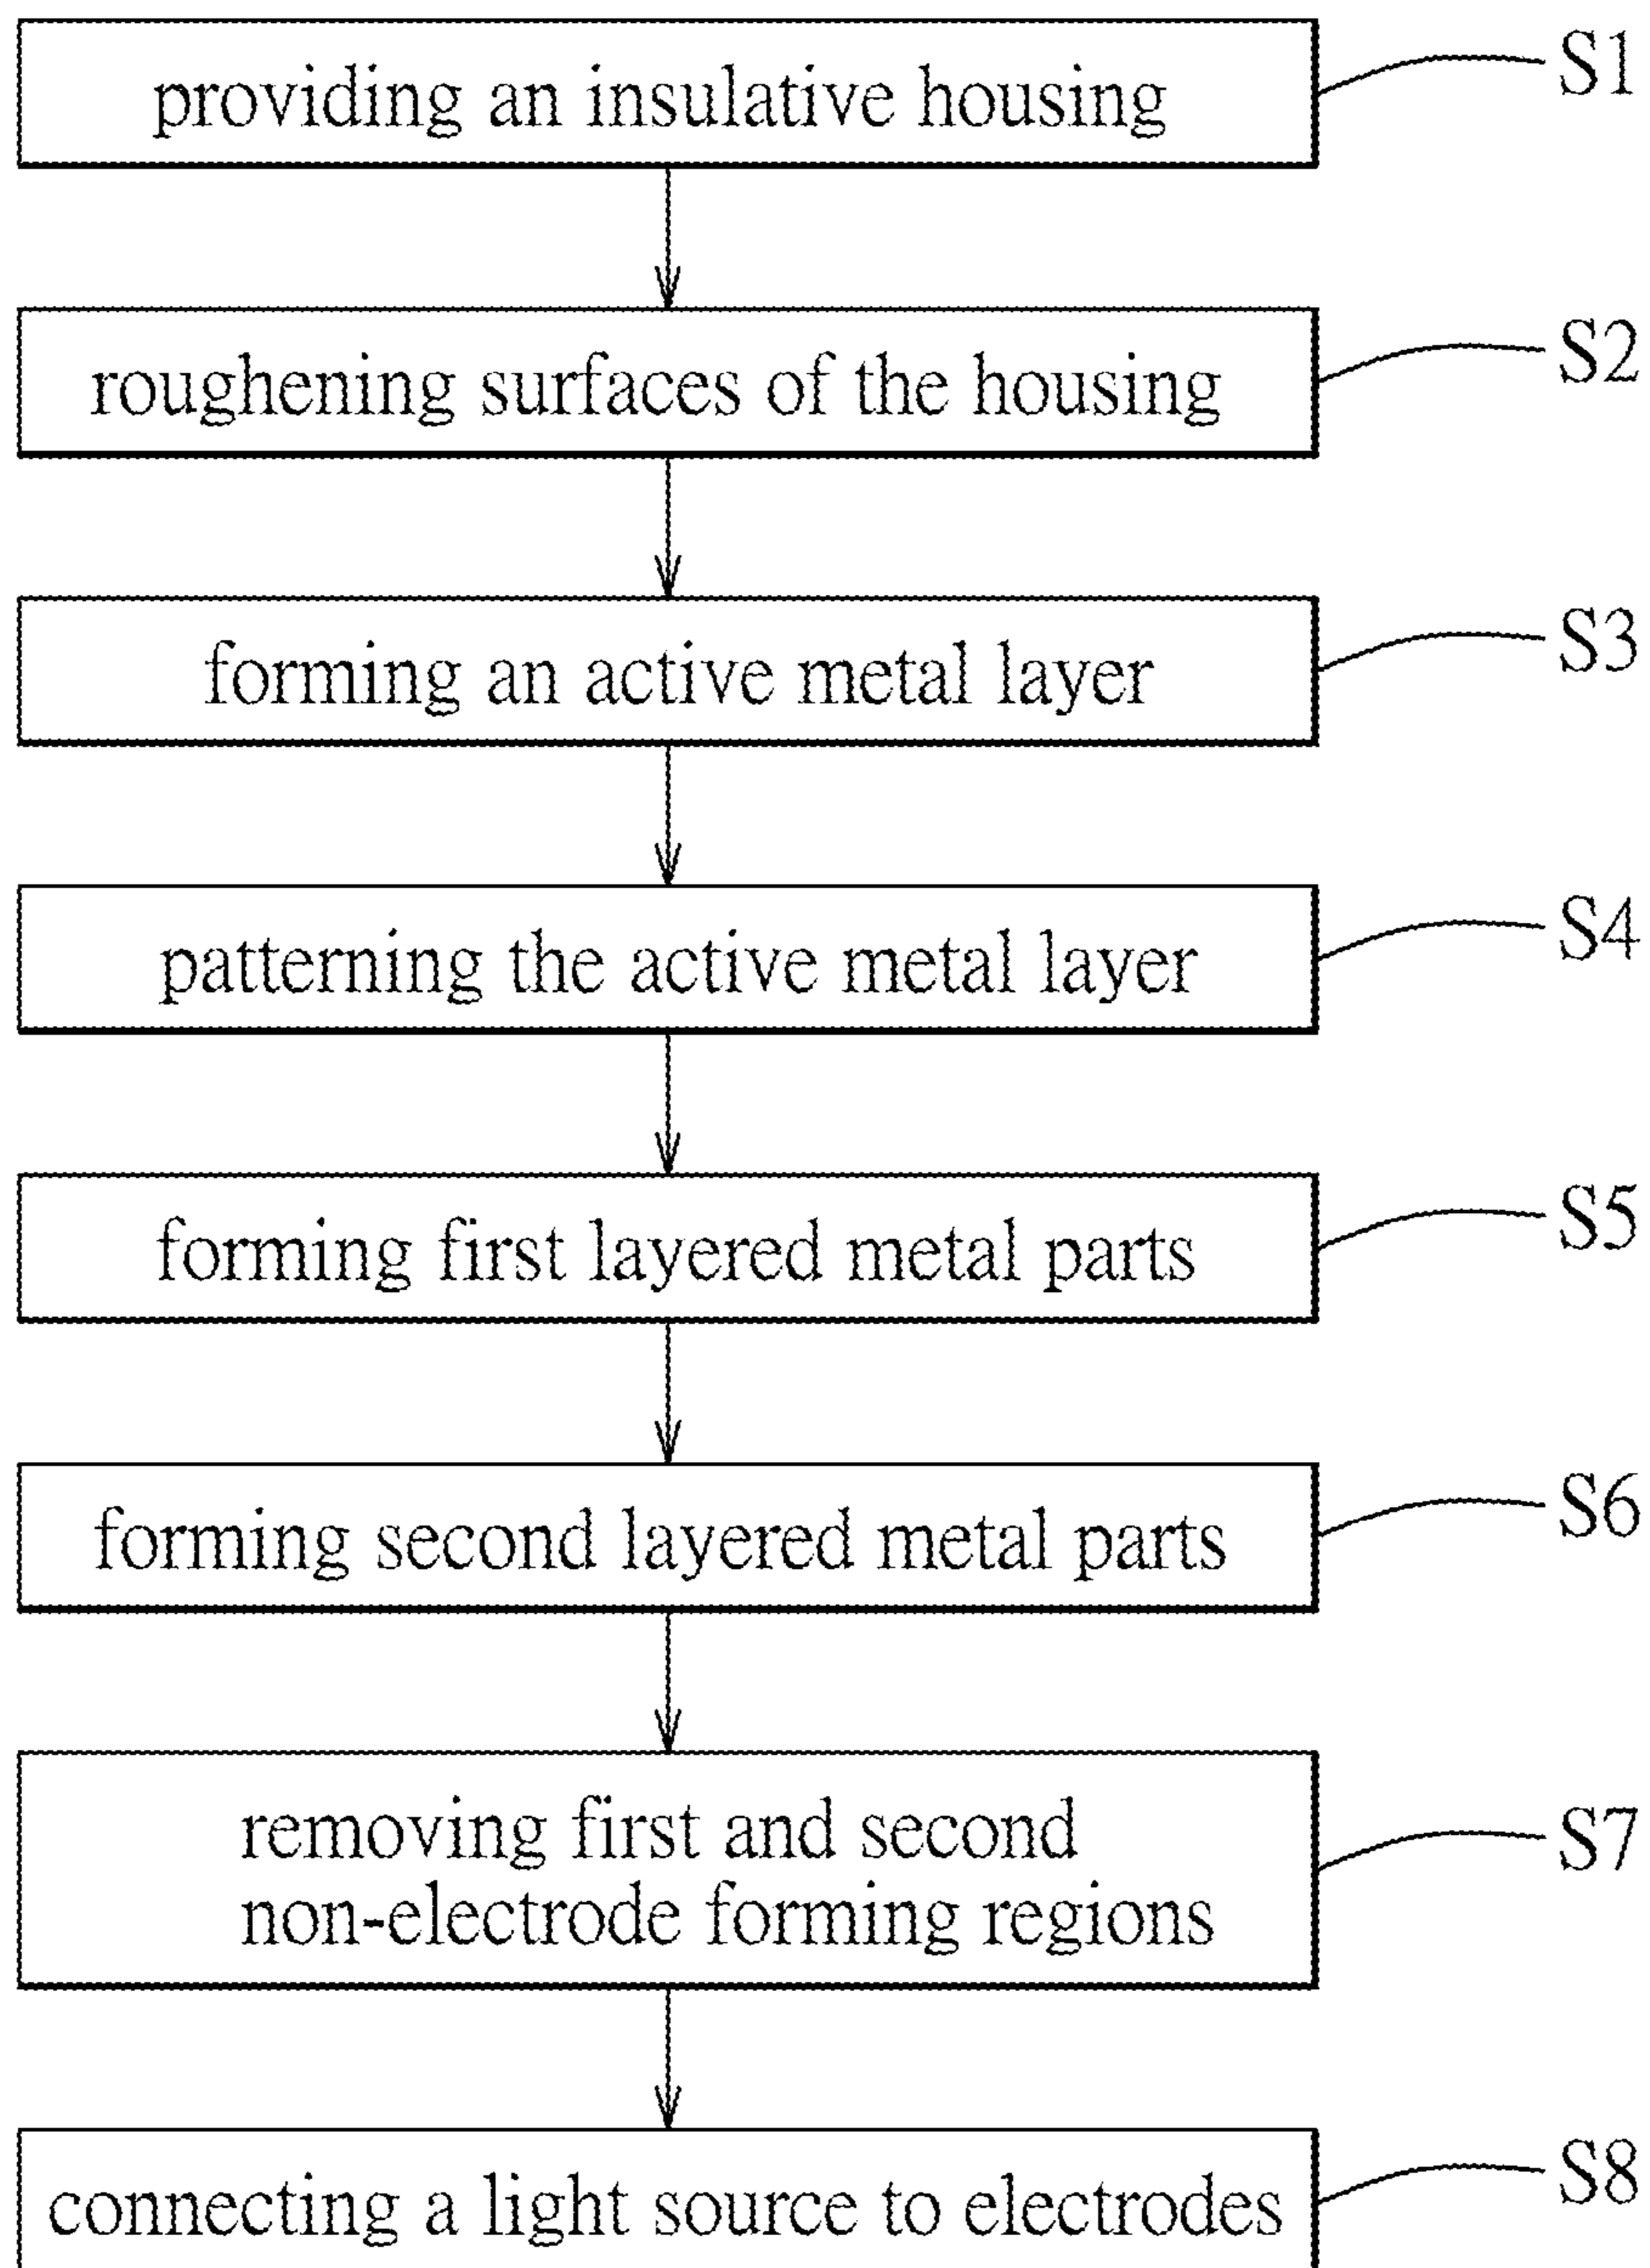 providing an insulative housing S1
roughening surfaces of the housing S2
forming an active metal layer S3
patterning the active metal layer S4
forming first layered metal parts S5
forming second layered metal parts S6
removing first and second
non-electrode forming regions S7
connecting a light source to electrodes S8